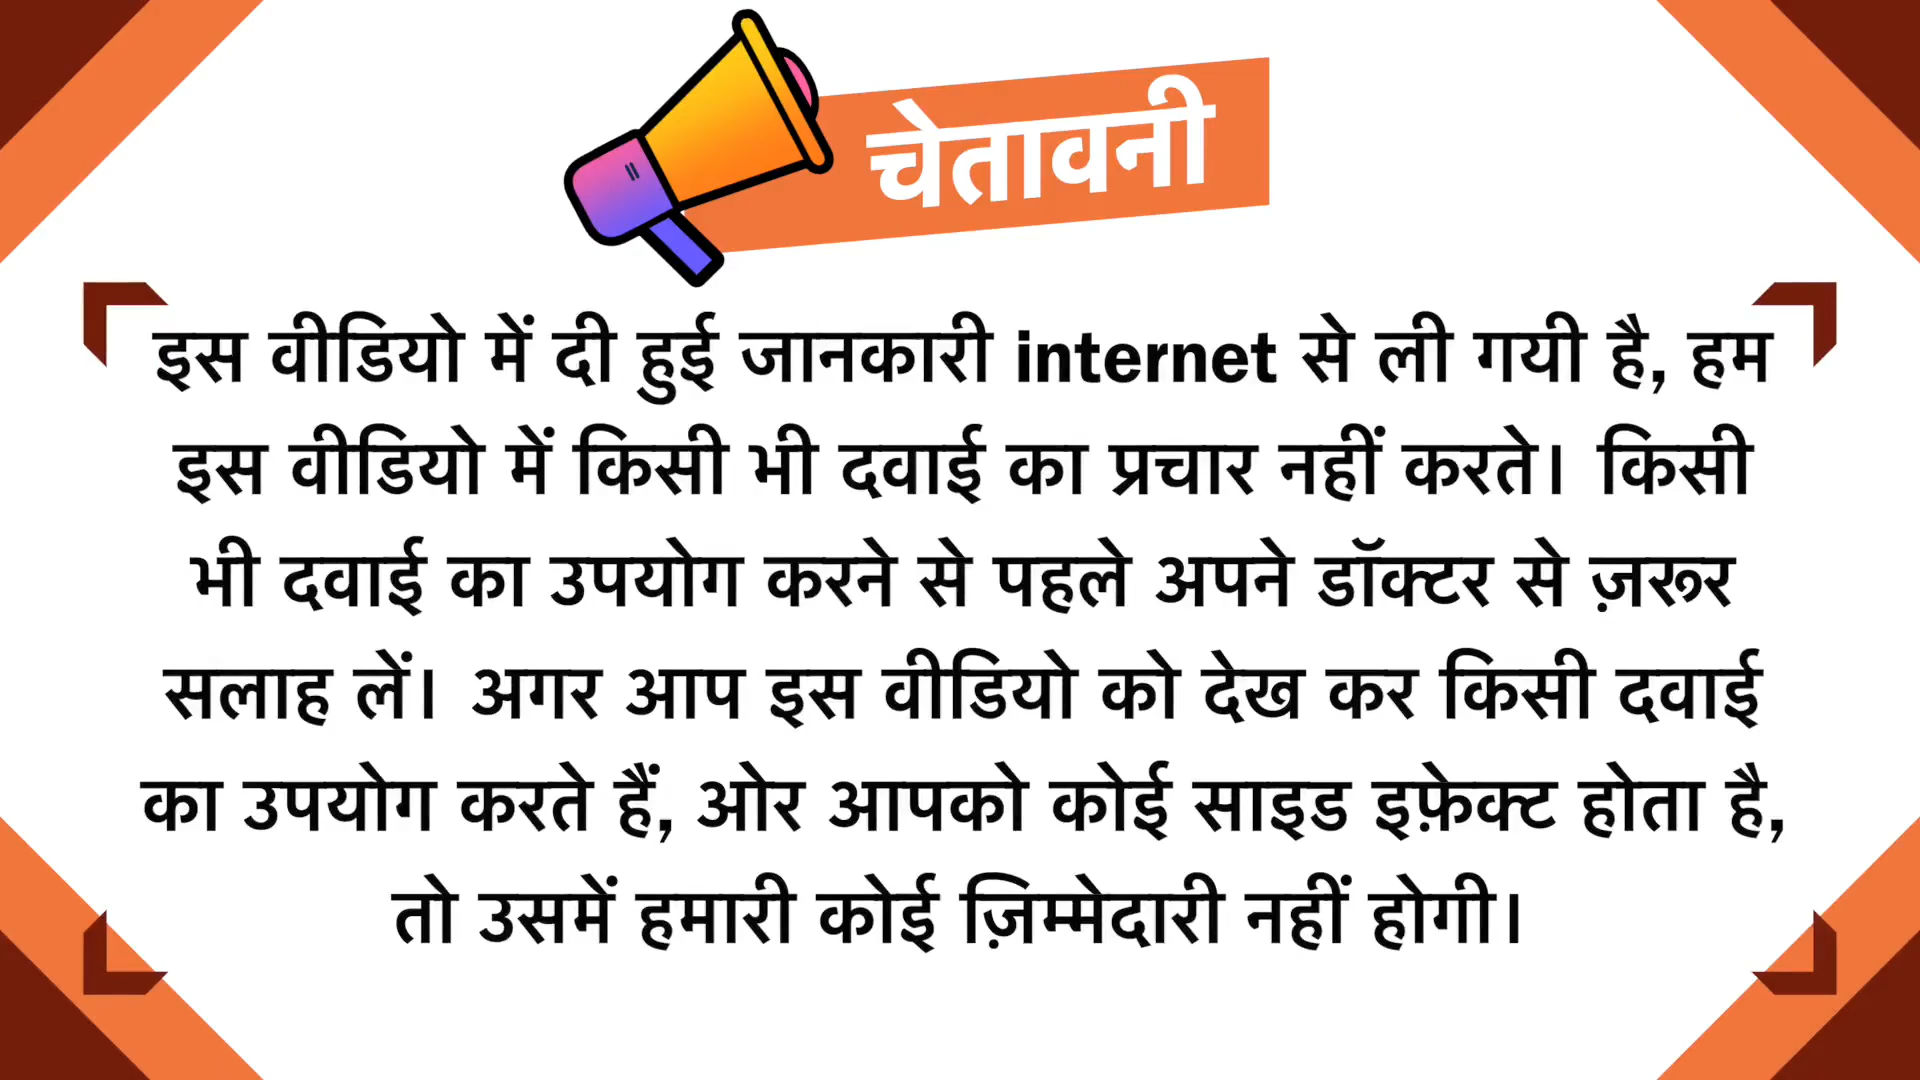 चेतावनी
इस वीडियो में दी हुई जानकारी internet से ली गयी है, हम
इस वीडियो में किसी भी दवाई का प्रचार नहीं करते। किसी
भी दवाई का उपयोग करने से पहले अपने डॉक्टर से ज़रूर
सलाह लें। अगर आप इस वीडियो को देख कर किसी दवाई
का उपयोग करते हैं, ओर आपको कोई साइड इफ़ेक्ट होता है,
तो उसमें हमारी कोई ज़िम्मेदारी नहीं होगी।